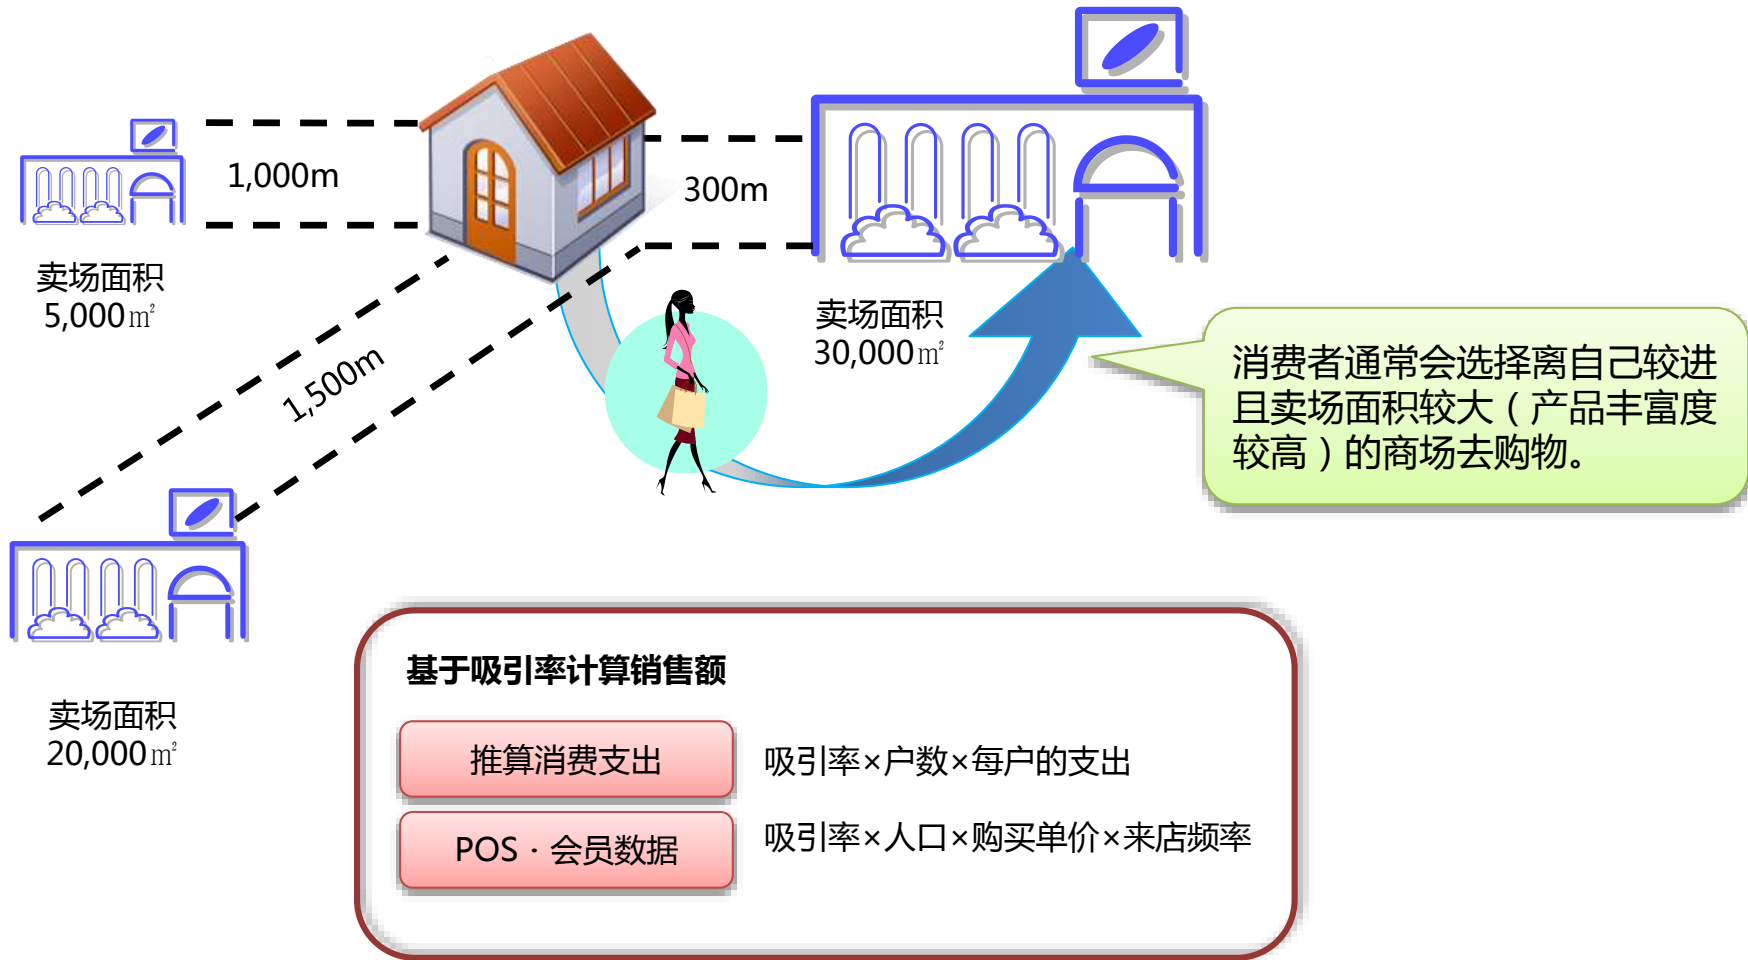 1,000m
300m
卖场面积
5,000㎡
1,500m
卖场面积
30,000㎡
消费者通常会选择离自己较进
且卖场面积较大（产品丰富度
较高）的商场去购物。
卖场面积
20,000㎡
基于吸引率计算销售额
推算消费支出
吸引率×户数×每户的支出
POS・会员数据
吸引率×人口×购买单价×来店频率